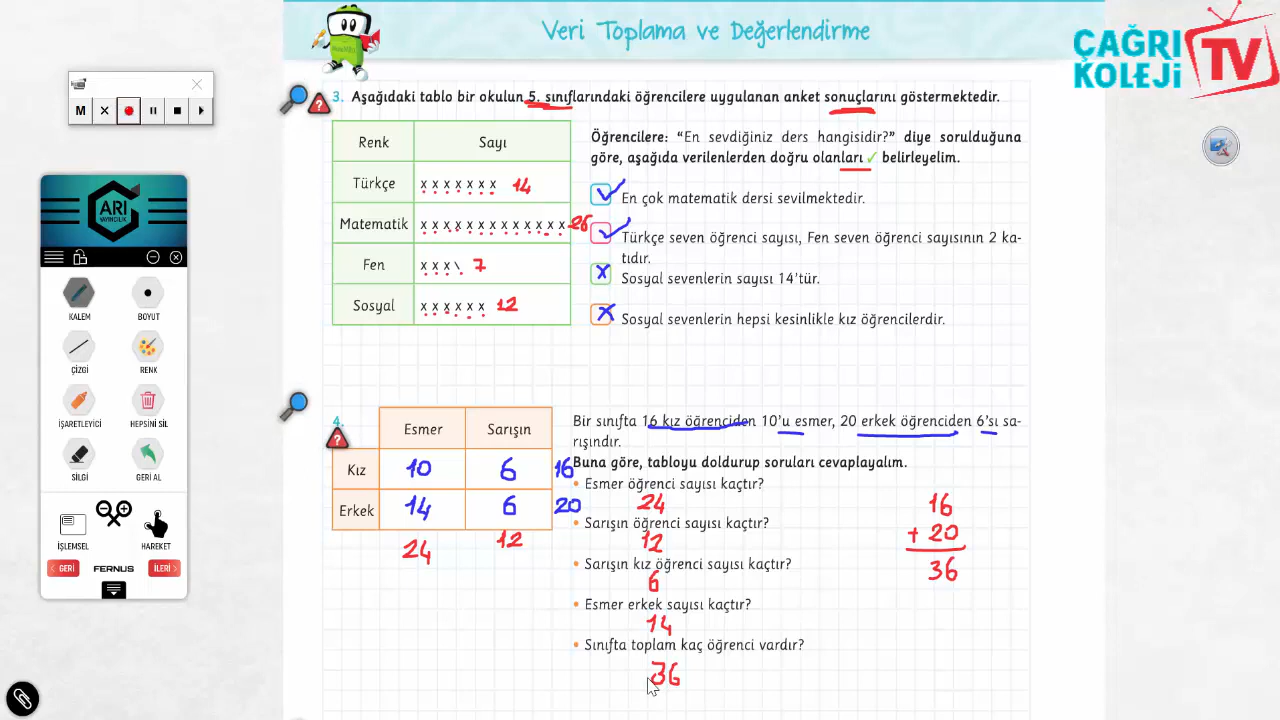 Veri Toplama ve Değerlendirme
ÇAĞRI
KOLEJİ
TV
M
3. Aşağıdaki tablo bir okulun 5. sınıflarındaki öğrencilere uygulanan anket sonuçlarını göstermektedir.
Renk Sayı
Türkçe x x x x x x x 14
Matematik x x x x x x x x x x x x x 26
Fen x x x \ 7
Sosyal x x x x x x 12
Öğrencilere: “En sevdiğiniz ders hangisidir?” diye sorulduğuna
göre, aşağıda verilenlerden doğru olanları ✓ belirleyelim.
✓ En çok matematik dersi sevilmektedir.
✓ Türkçe seven öğrenci sayısı, Fen seven öğrenci sayısının 2 ka-
tıdır.
x Sosyal sevenlerin sayısı 14’tür.
x Sosyal sevenlerin hepsi kesinlikle kız öğrencilerdir.
4.
Esmer Sarışın
Kız 10 6 16
Erkek 14 6 20
24 12
Bir sınıfta 16 kız öğrenciden 10’u esmer, 20 erkek öğrenciden 6’sı sa-
rışındır.
Buna göre, tabloyu doldurup soruları cevaplayalım.
• Esmer öğrenci sayısı kaçtır?
24
• Sarışın öğrenci sayısı kaçtır?
12
• Sarışın kız öğrenci sayısı kaçtır?
6
• Esmer erkek sayısı kaçtır?
14
• Sınıfta toplam kaç öğrenci vardır?
36
16
+ 20
36
ARI
YAYINCILIK
KALEM BOYUT
ÇİZGİ RENK
İŞARETLEYİCİ HEPSİNİ SİL
SİLGİ GERİ AL
İŞLEMSEL HAREKET
GERİ FERNUS İLERİ